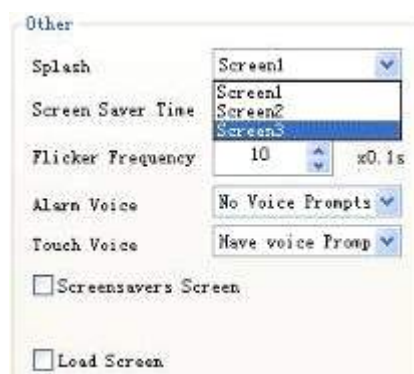 Other
Splash Screen1
Screen1
Screen Saver Time Screen2
Screen3
Flicker Frequency 10 x0.1s
Alarm Voice No Voice Prompts
Touch Voice Have voice Promp
Screensavers Screen
Load Screen